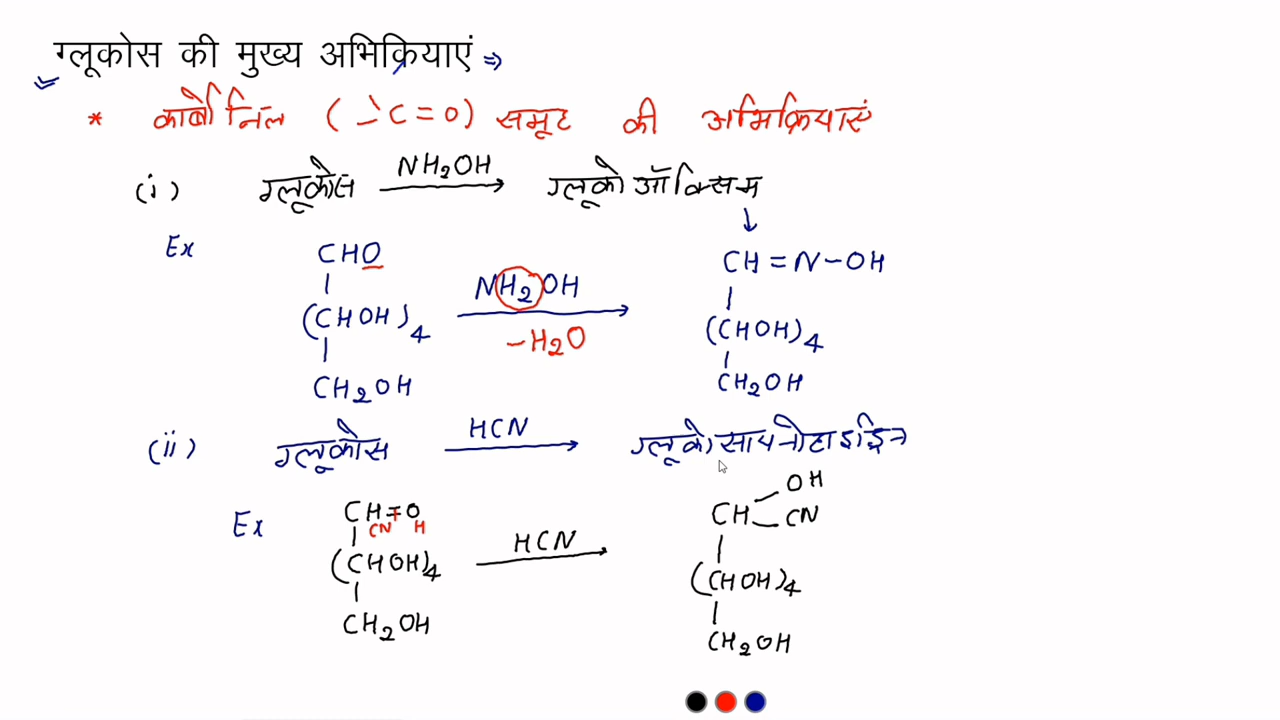 ग्लूकोस की मुख्य अभिक्रियाएं ⇒
* कार्बोनिल ( >C=O) समूह की अभिक्रियाएं
(i) ग्लूकोस NH₂OH → ग्लूकोऑक्सिम
↓
Ex CHO CH=N-OH
(CHOH)₄ NH₂OH → -H₂O (CHOH)₄
CH₂OH CH₂OH
(ii) ग्लूकोस HCN → ग्लूकोसायनोहाइड्रिन
Ex CH=O CN H CH OH CN
(CHOH)₄ HCN → (CHOH)₄
CH₂OH CH₂OH